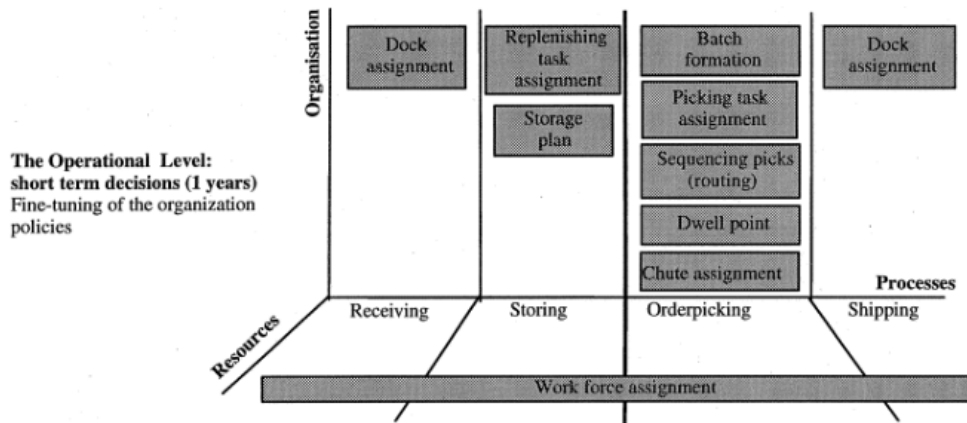 Organisation
Dock
assignment
Replenishing
task
assignment
Storage
plan
Batch
formation
Picking task
assignment
Sequencing picks
(routing)
Dwell point
Chute assignment
Dock
assignment
The Operational Level:
short term decisions (1 years)
Fine-tuning of the organization
policies
Processes
Receiving
Storing
Orderpicking
Shipping
Resources
Work force assignment